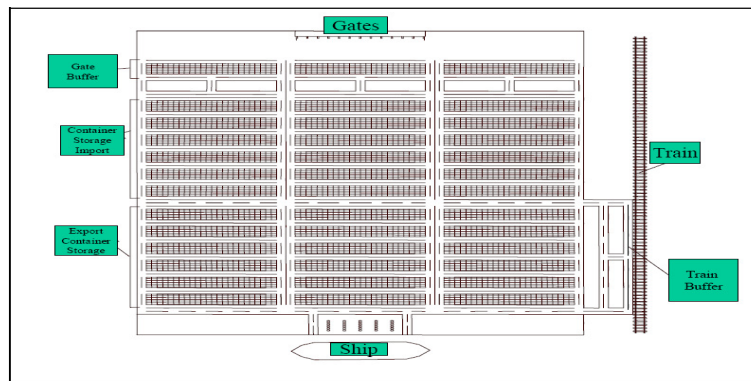 Gates
Gate
Buffer
Container
Storage
Import
Train
Export
Container
Storage
Train
Buffer
Ship